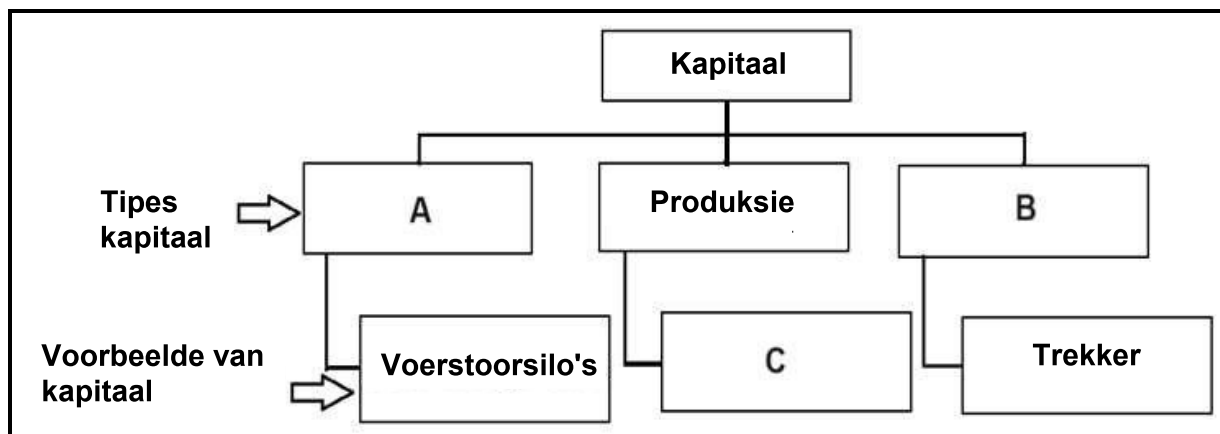 Kapitaal
Tipes
kapitaal
A
Produksie
B
Voorbeelde van
kapitaal
Voerstoorsilo's
C
Trekker